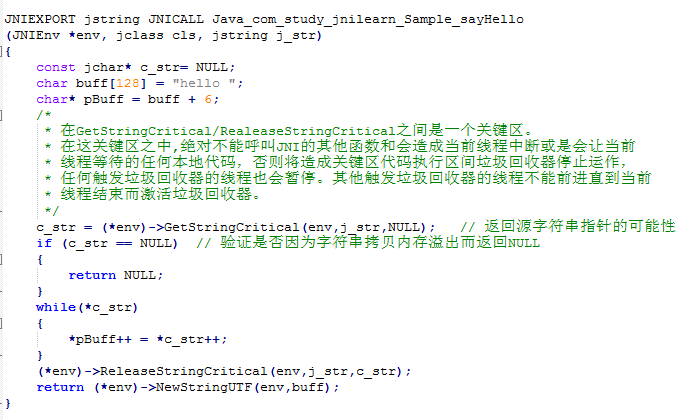 JNIEXPORT jstring JNICALL Java_com_study_jnilearn_Sample_sayHello
(JNIEnv *env, jclass cls, jstring j_str)
{
    const jchar* c_str= NULL;
    char buff[128] = "hello ";
    char* pBuff = buff + 6;
    /*
     * 在GetStringCritical/RealeaseStringCritical之间是一个关键区。
     * 在这关键区之中,绝对不能呼叫JNI的其他函数和会造成当前线程中断或是会让当前
     * 线程等待的任何本地代码，否则将造成关键区代码执行区间垃圾回收器停止运作，
     * 任何触发垃圾回收器的线程也会暂停。其他触发垃圾回收器的线程不能前进直到当前
     * 线程结束而激活垃圾回收器。
     */
    c_str = (*env)->GetStringCritical(env,j_str,NULL);   // 返回源字符串指针的可能性
    if (c_str == NULL)  // 验证是否因为字符串拷贝内存溢出而返回NULL
    {
        return NULL;
    }
    while(*c_str)
    {
        *pBuff++ = *c_str++;
    }
    (*env)->ReleaseStringCritical(env,j_str,c_str);
    return (*env)->NewStringUTF(env,buff);
}